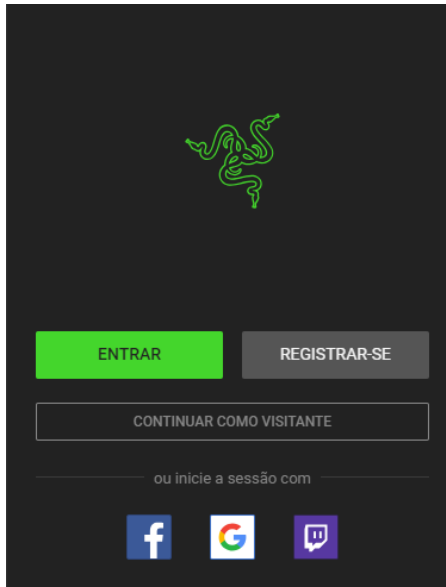 ENTRAR
REGISTRAR-SE
CONTINUAR COMO VISITANTE
ou inicie a sessão com